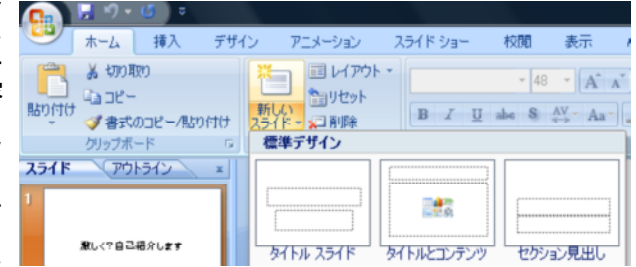 ホーム 挿入 デザイン アニメーション スライド ショー 校閲 表示
貼り付け
切り取り
コピー
書式のコピー/貼り付け
クリップボード
新しい
スライド
レイアウト
リセット
削除
48
B I U abc S AV Aa
標準デザイン
スライド アウトライン x
1
激しく?自己紹介します
タイトル スライド タイトルとコンテンツ セクション見出し